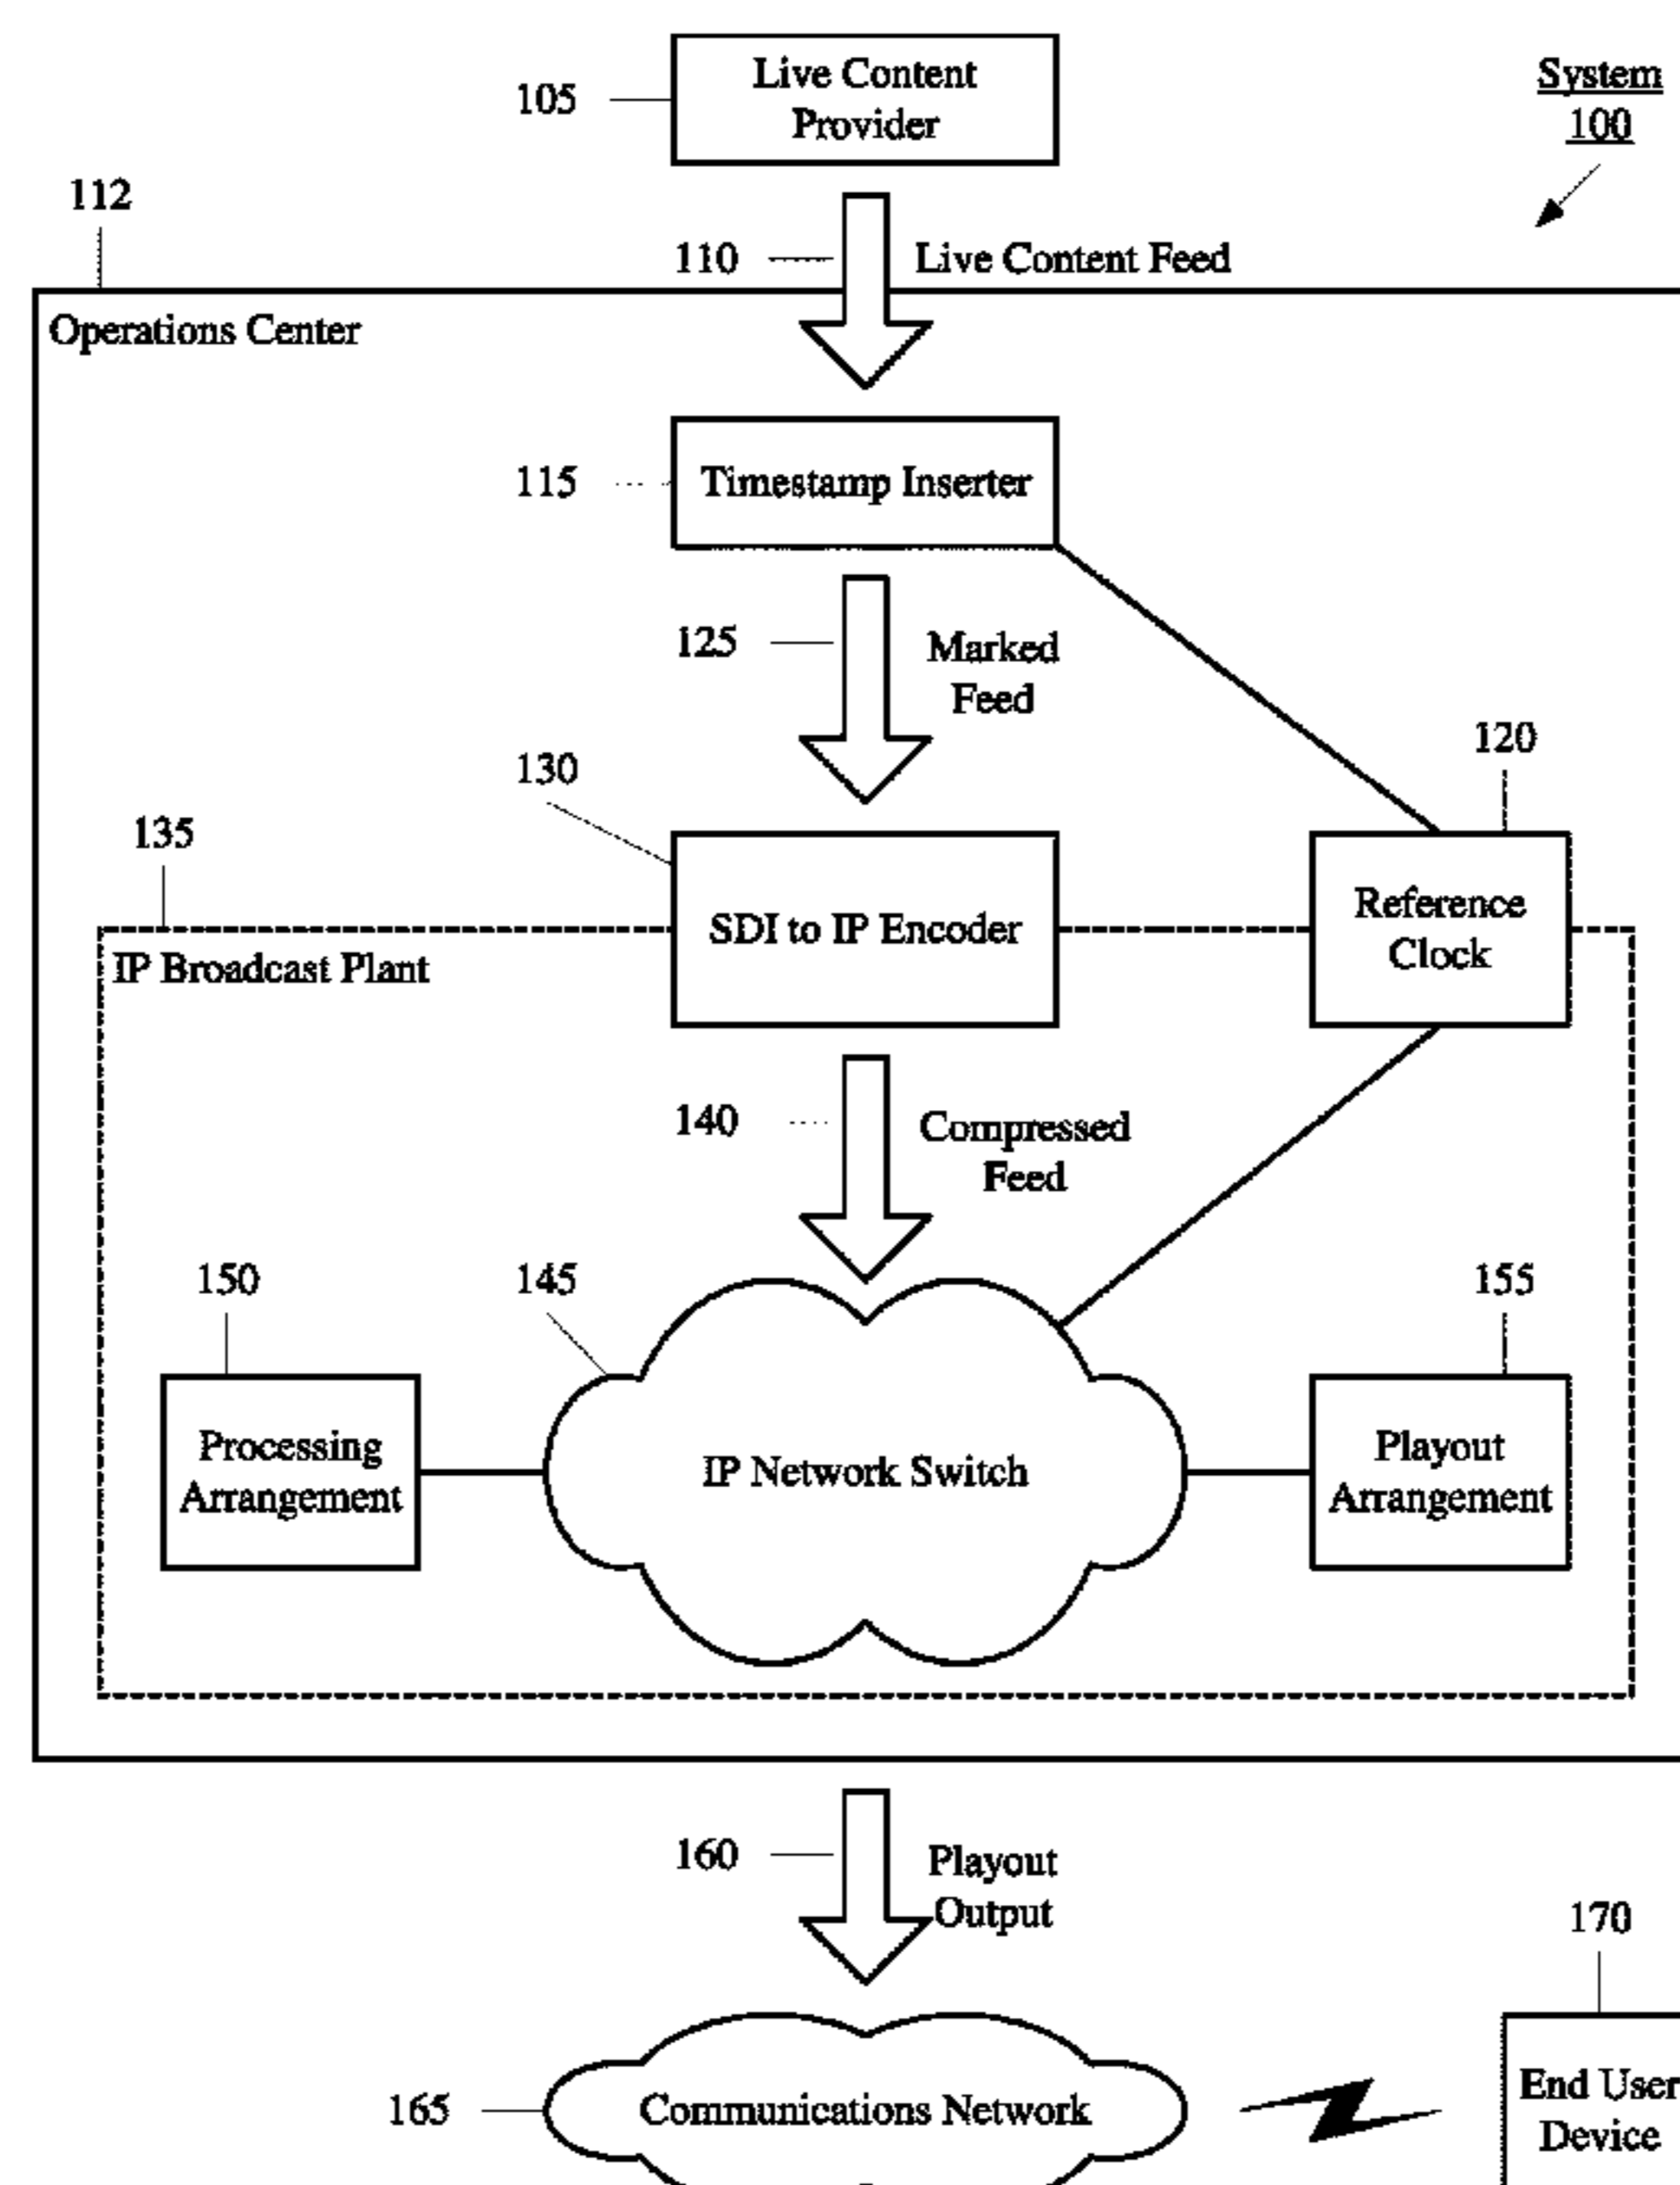 Live Content
Provider
105
System
100
112
110
Live Content Feed
Operations Center
115
Timestamp Inserter
125
Marked
Feed
120
130
135
SDI to IP Encoder
Reference
Clock
IP Broadcast Plant
140
Compressed
Feed
150
145
155
Processing
Arrangement
IP Network Switch
Playout
Arrangement
160
Playout
Output
170
165
Communications Network
End User
Device